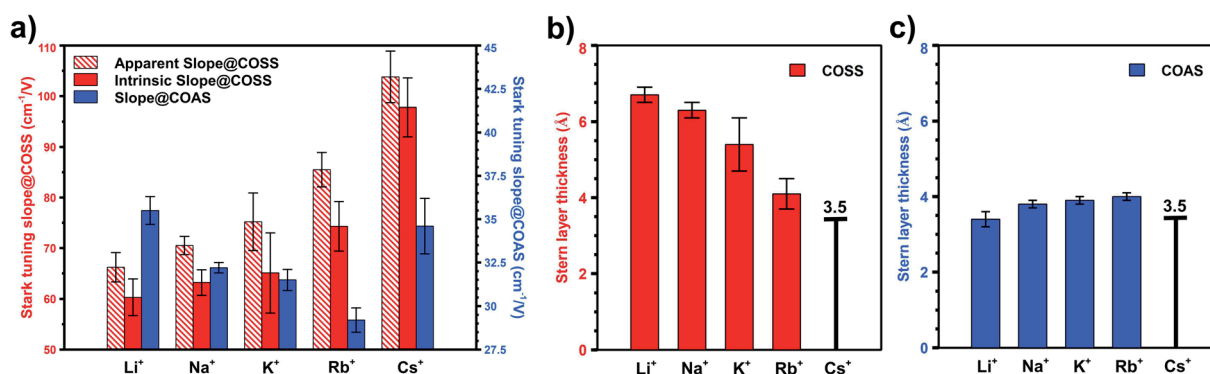 a)
Stark tuning slope@COSS (cm⁻¹/V)
110
100
90
80
70
60
50
Apparent Slope@COSS
Intrinsic Slope@COSS
Slope@COAS
45
42.5
39
37.5
35
32.5
30
27.5
Stark tuning slope@COAS (cm⁻¹/V)
Li⁺ Na⁺ K⁺ Rb⁺ Cs⁺
b)
Stern layer thickness (Å)
8
6
4
2
0
COSS
3.5
Li⁺ Na⁺ K⁺ Rb⁺ Cs⁺
c)
Stern layer thickness (Å)
8
6
4
2
0
COAS
3.5
Li⁺ Na⁺ K⁺ Rb⁺ Cs⁺